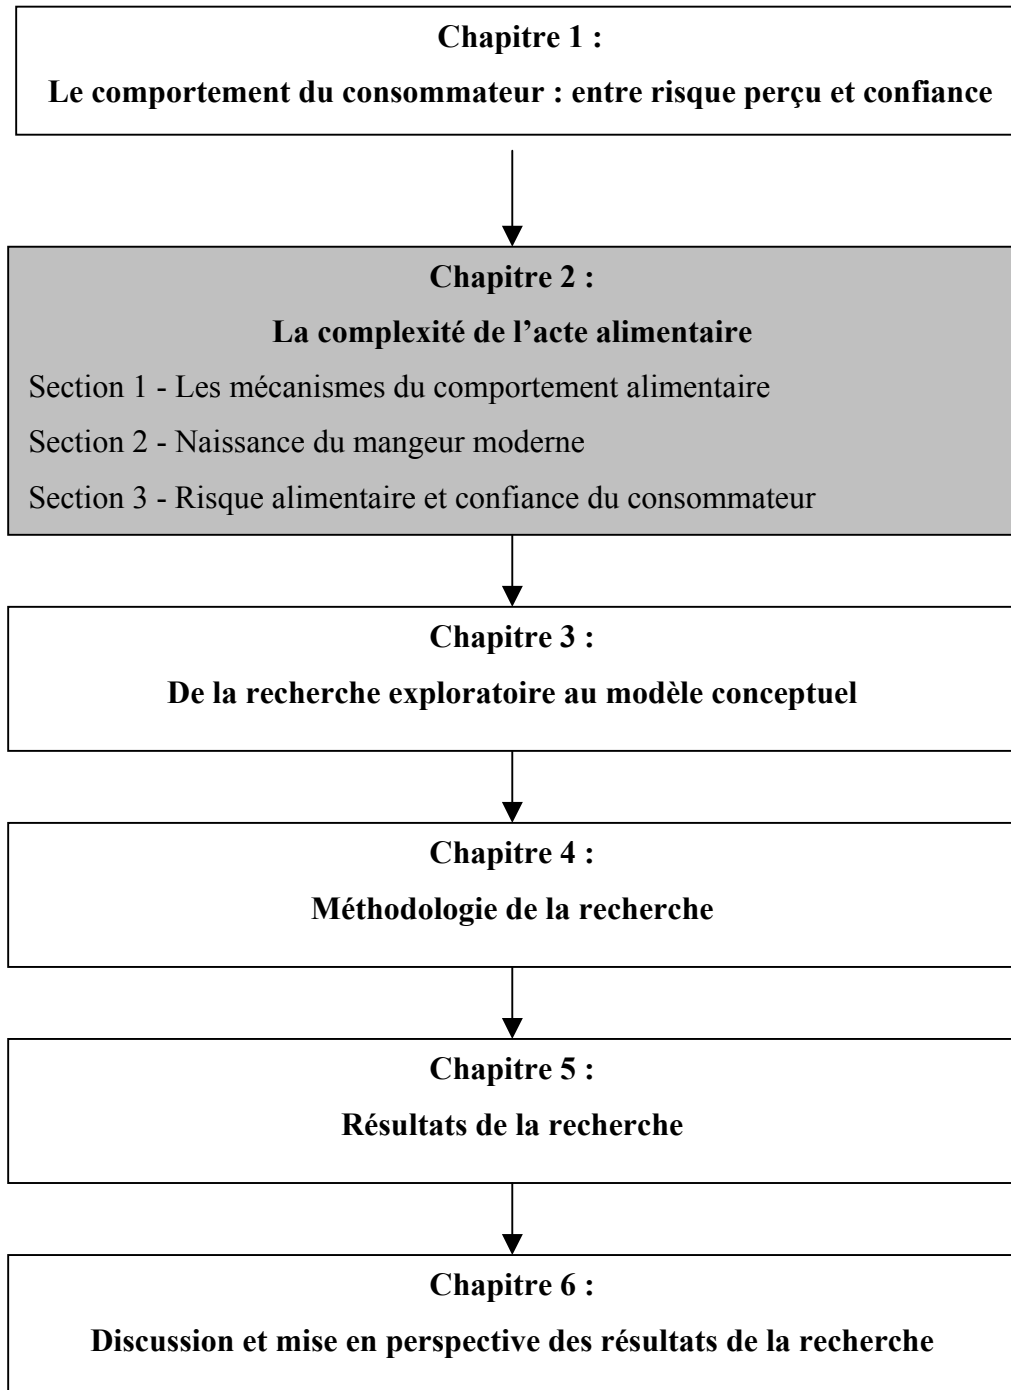 Chapitre 1 :
Le comportement du consommateur : entre risque perçu et confiance
Chapitre 2 :
La complexité de l’acte alimentaire
Section 1 - Les mécanismes du comportement alimentaire
Section 2 - Naissance du mangeur moderne
Section 3 - Risque alimentaire et confiance du consommateur
Chapitre 3 :
De la recherche exploratoire au modèle conceptuel
Chapitre 4 :
Méthodologie de la recherche
Chapitre 5 :
Résultats de la recherche
Chapitre 6 :
Discussion et mise en perspective des résultats de la recherche